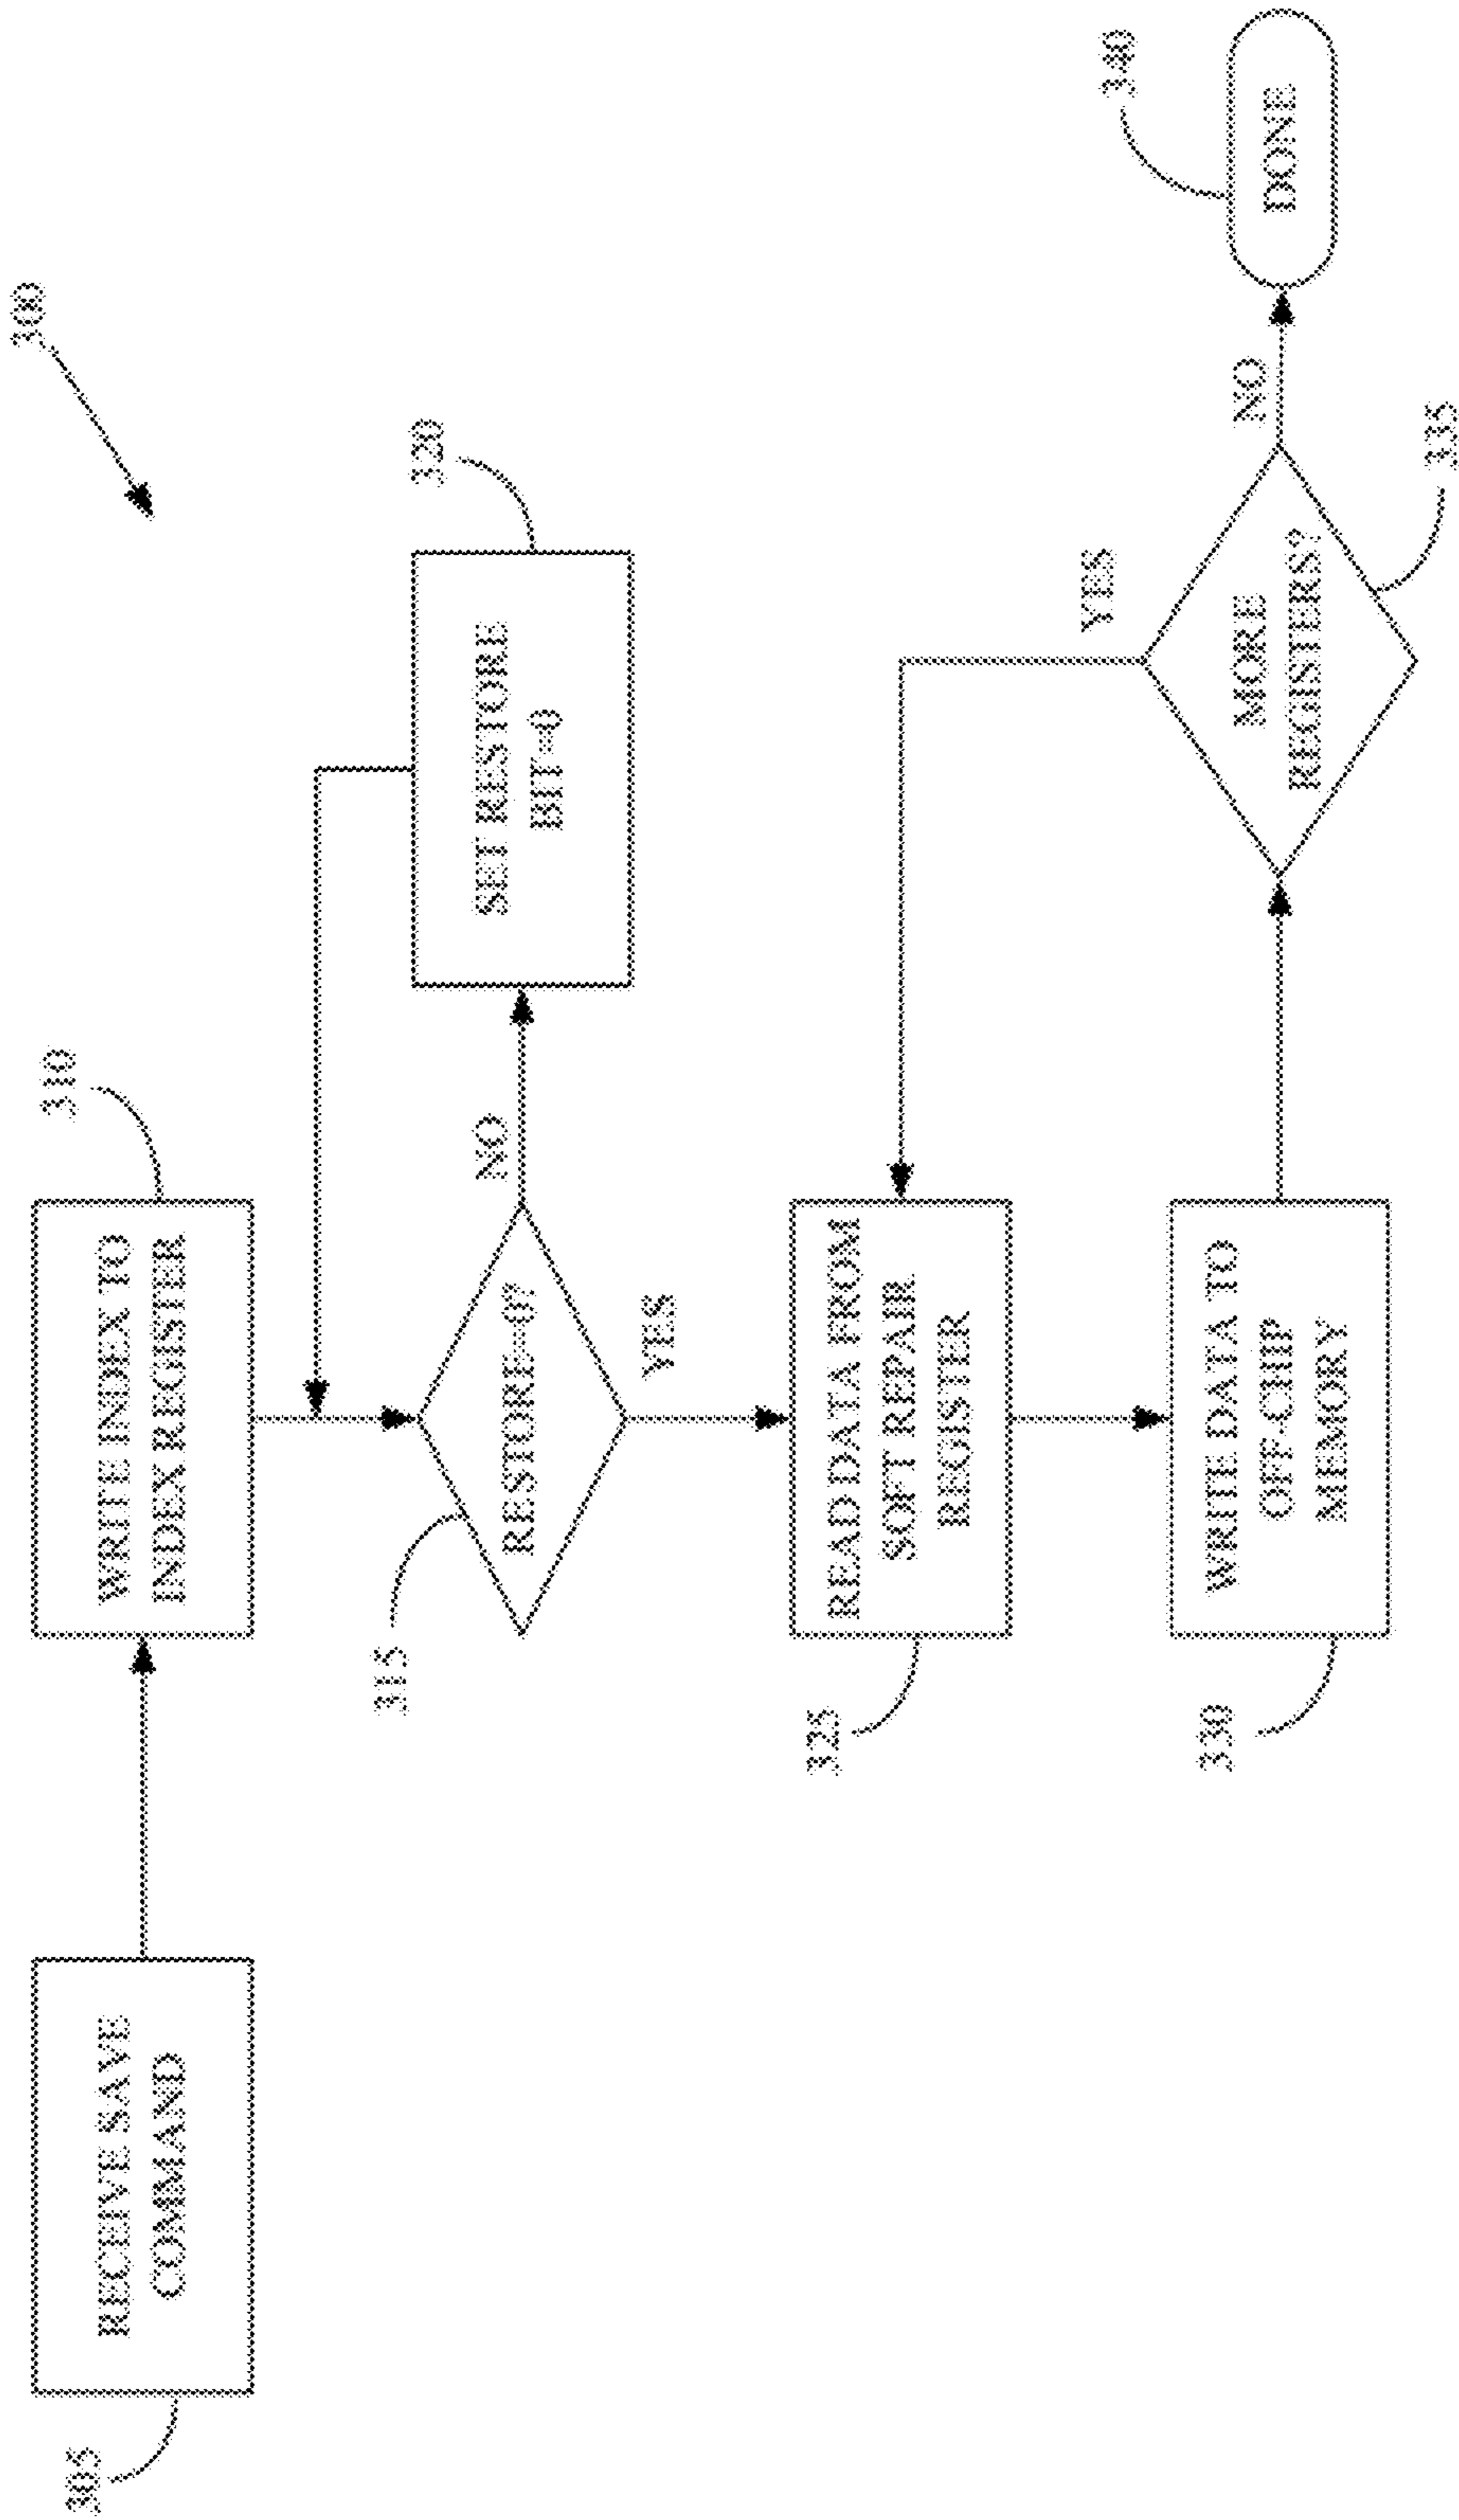 300
305
RECEIVE SAVE
COMMAND
310
WRITE INDEX TO
INDEX REGISTER
315
RESTORE=0?
NO
320
SET RESTORE
BIT=0
YES
325
READ DATA FROM
SOFT REPAIR
REGISTER
330
WRITE DATA TO
OFF-CHIP
MEMORY
335
MORE
REGISTERS?
YES
NO
340
DONE